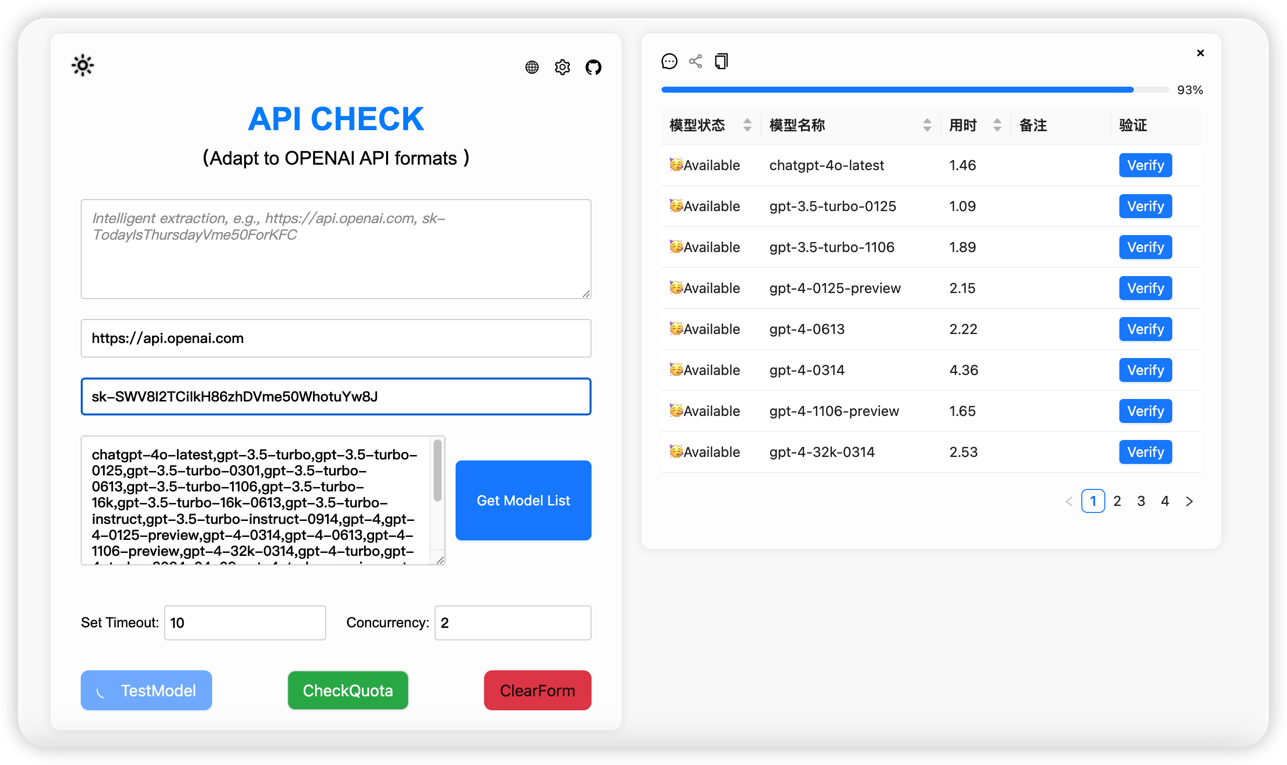 API CHECK
(Adapt to OPENAI API formats )
Intelligent extraction, e.g., https://api.openai.com, sk-
TodayIsThursdayVme50ForKFC
https://api.openai.com
sk-SWV8I2TCiIkH86zhDVme50WhotuYw8J
chatgpt-4o-latest,gpt-3.5-turbo,gpt-3.5-turbo-
0125,gpt-3.5-turbo-0301,gpt-3.5-turbo-
0613,gpt-3.5-turbo-1106,gpt-3.5-turbo-
16k,gpt-3.5-turbo-16k-0613,gpt-3.5-turbo-
instruct,gpt-3.5-turbo-instruct-0914,gpt-4,gpt-
4-0125-preview,gpt-4-0314,gpt-4-0613,gpt-4-
1106-preview,gpt-4-32k-0314,gpt-4-turbo,gpt-
Get Model List
Set Timeout: 10 Concurrency: 2
TestModel CheckQuota ClearForm
93%
模型状态 模型名称 用时 备注 验证
🥳Available chatgpt-4o-latest 1.46 Verify
🥳Available gpt-3.5-turbo-0125 1.09 Verify
🥳Available gpt-3.5-turbo-1106 1.89 Verify
🥳Available gpt-4-0125-preview 2.15 Verify
🥳Available gpt-4-0613 2.22 Verify
🥳Available gpt-4-0314 4.36 Verify
🥳Available gpt-4-1106-preview 1.65 Verify
🥳Available gpt-4-32k-0314 2.53 Verify
< 1 2 3 4 >